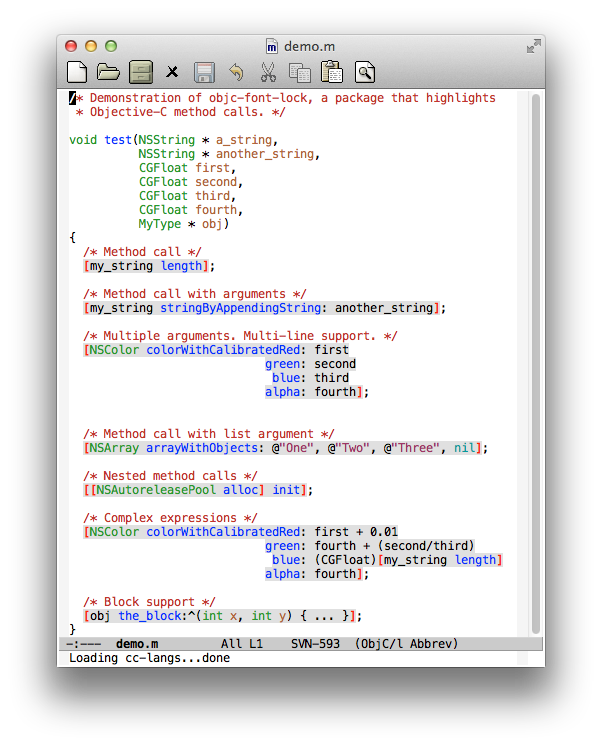 demo.m
/* Demonstration of objc-font-lock, a package that highlights
 * Objective-C method calls. */

void test(NSString * a_string,
          NSString * another_string,
          CGFloat first,
          CGFloat second,
          CGFloat third,
          CGFloat fourth,
          MyType * obj)
{
  /* Method call */
  [my_string length];

  /* Method call with arguments */
  [my_string stringByAppendingString: another_string];

  /* Multiple arguments. Multi-line support. */
  [NSColor colorWithCalibratedRed: first
                            green: second
                             blue: third
                            alpha: fourth];


  /* Method call with list argument */
  [NSArray arrayWithObjects: @"One", @"Two", @"Three", nil];

  /* Nested method calls */
  [[NSAutoreleasePool alloc] init];

  /* Complex expressions */
  [NSColor colorWithCalibratedRed: first + 0.01
                            green: fourth + (second/third)
                             blue: (CGFloat)[my_string length]
                            alpha: fourth];

  /* Block support */
  [obj the_block:^(int x, int y) { ... }];
}
-:---  demo.m         All L1    SVN-593  (ObjC/l Abbrev)
Loading cc-langs...done